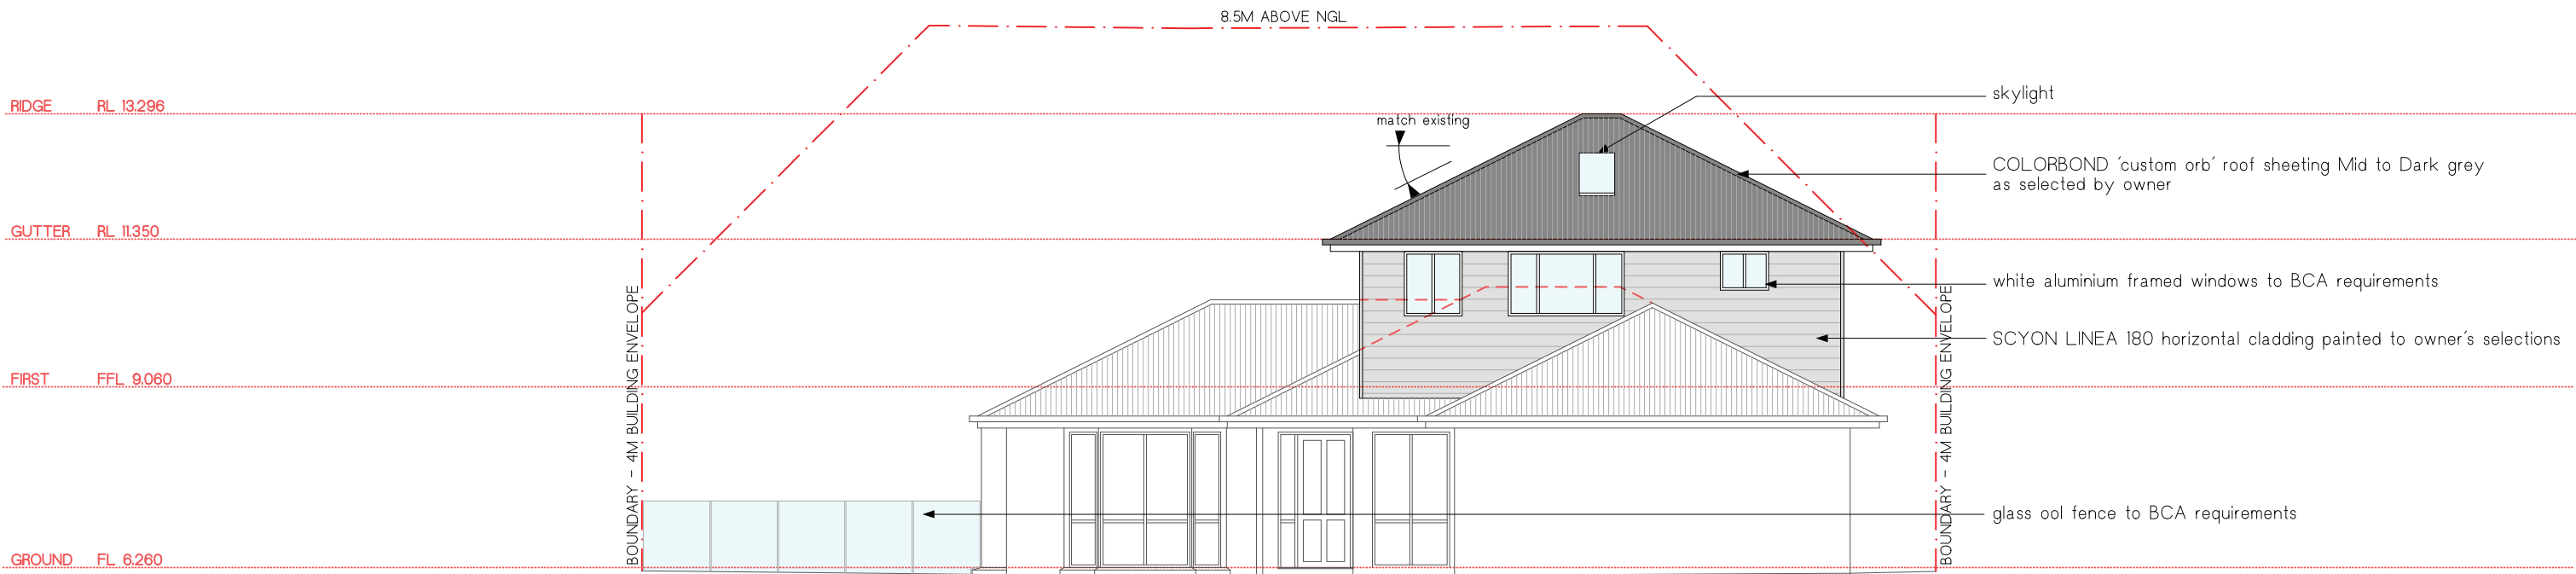 8.5M ABOVE NGL
RIDGE RL 13.296
match existing
skylight
COLORBOND 'custom orb' roof sheeting Mid to Dark grey
as selected by owner
GUTTER RL 11.350
white aluminium framed windows to BCA requirements
SCYON LINEA 180 horizontal cladding painted to owner's selections
FIRST FFL 9.060
BOUNDARY - 4M BUILDING ENVELOPE
BOUNDARY - 4M BUILDING ENVELOPE
glass ool fence to BCA requirements
GROUND FL 6.260